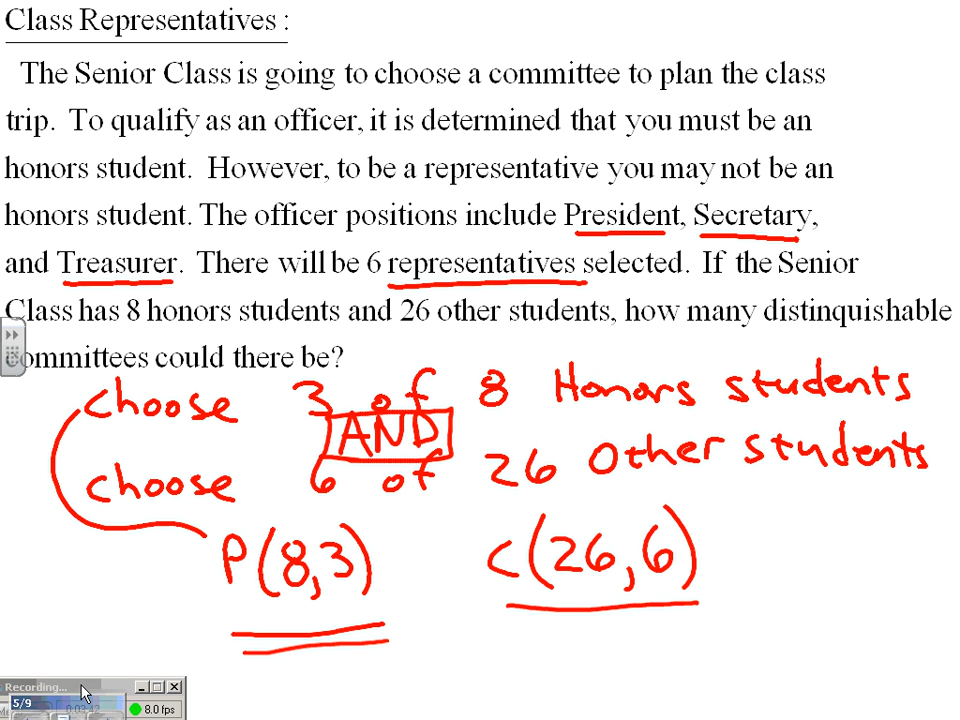 Class Representatives :
The Senior Class is going to choose a committee to plan the class
trip. To qualify as an officer, it is determined that you must be an
honors student. However, to be a representative you may not be an
honors student. The officer positions include President, Secretary,
and Treasurer. There will be 6 representatives selected. If the Senior
Class has 8 honors students and 26 other students, how many distinquishable
committees could there be?
choose 3 of 8 Honors students
AND
choose 6 of 26 Other students
P(8,3) C(26,6)
Recording...
5/9
8.0 fps